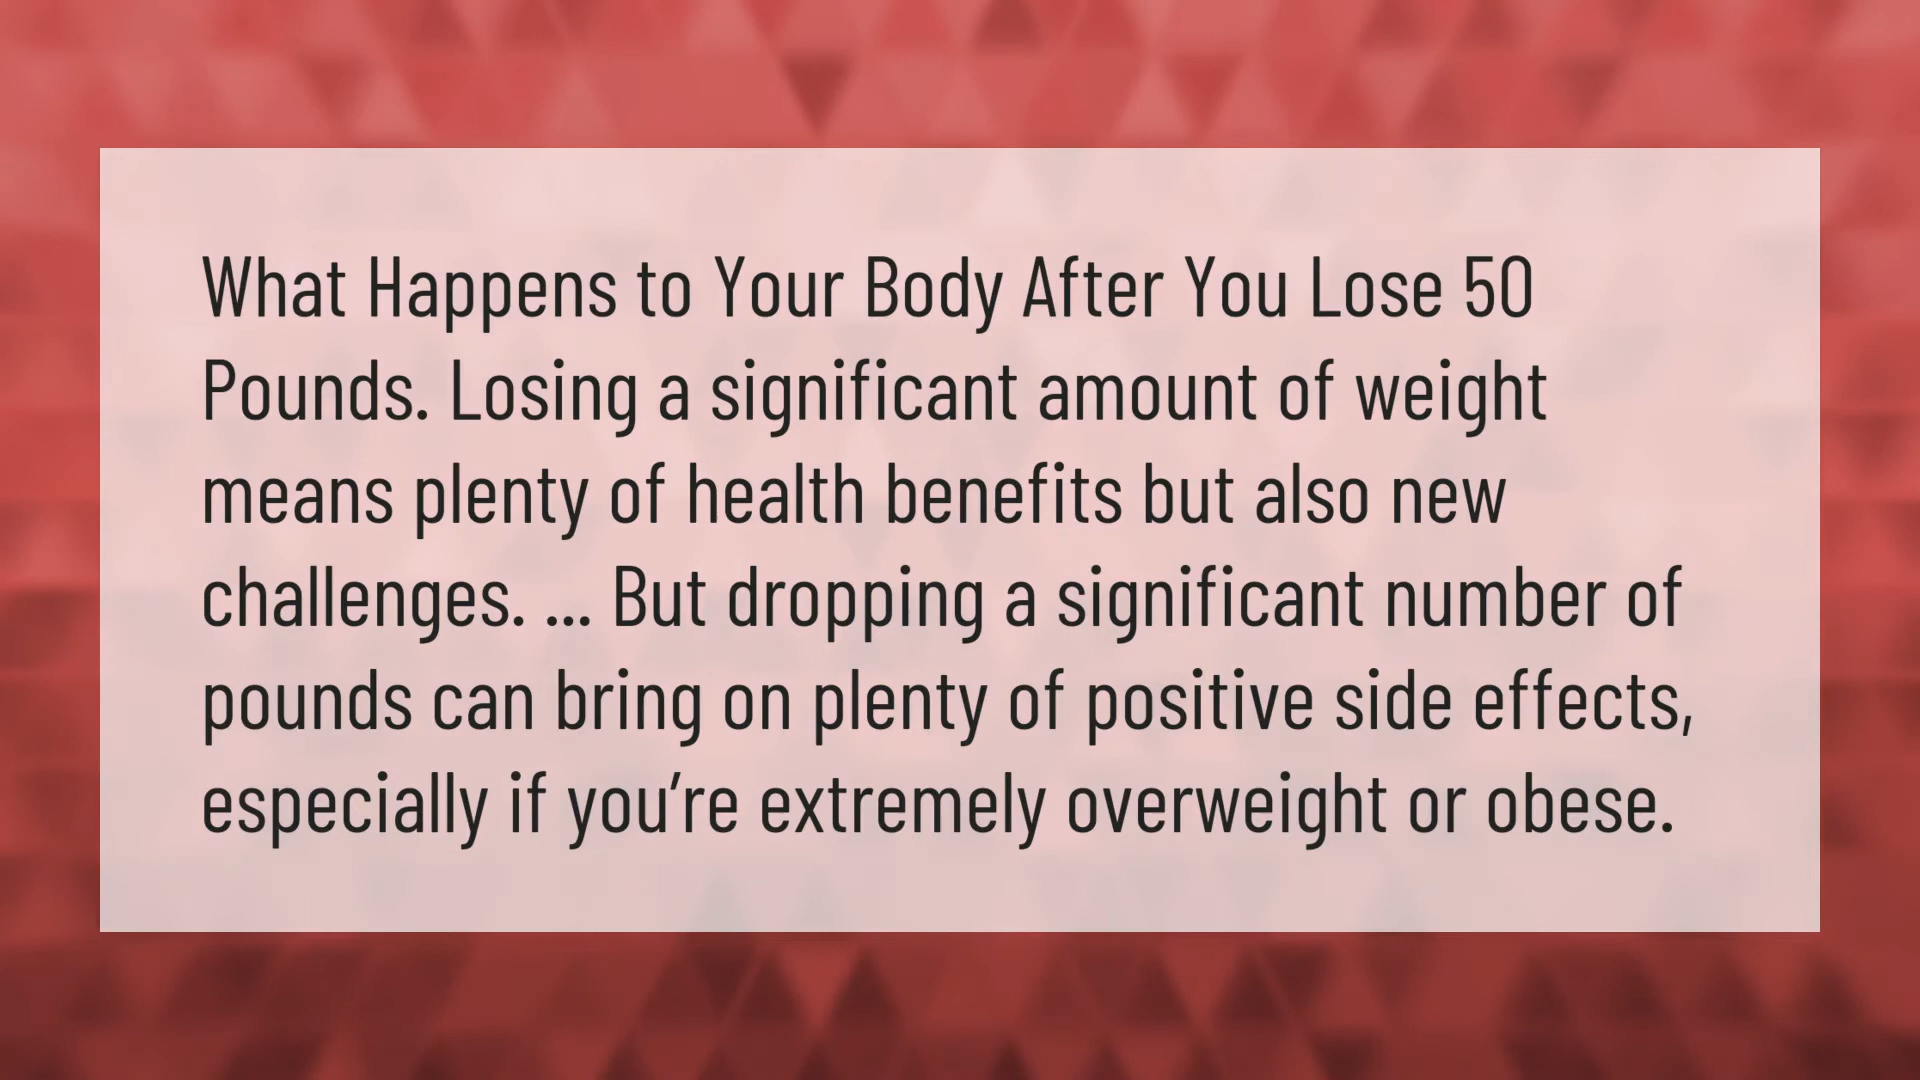 What Happens to Your Body After You Lose 50
Pounds. Losing a significant amount of weight
means plenty of health benefits but also new
challenges. ... But dropping a significant number of
pounds can bring on plenty of positive side effects,
especially if you’re extremely overweight or obese.